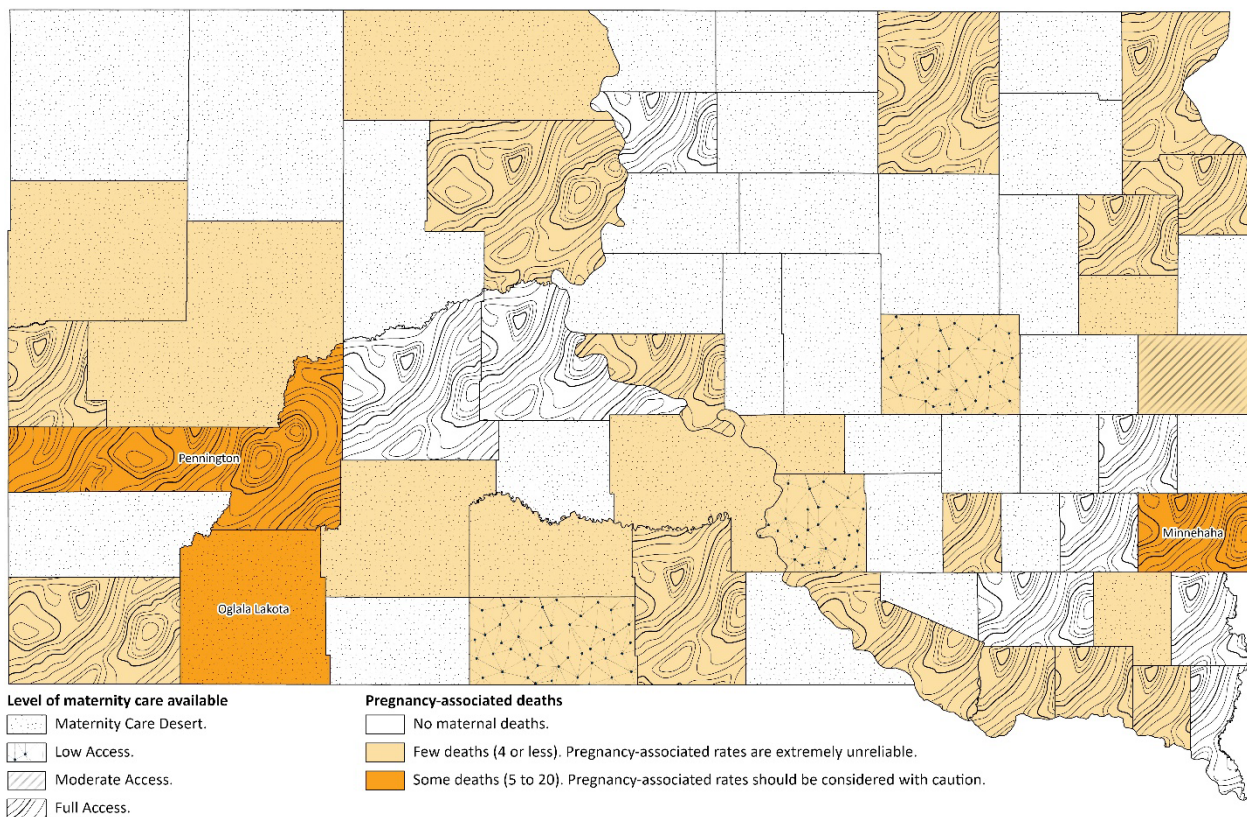 Pennington
Minnehaha
Oglala Lakota
Level of maternity care available
Maternity Care Desert.
Low Access.
Moderate Access.
Full Access.
Pregnancy-associated deaths
No maternal deaths.
Few deaths (4 or less). Pregnancy-associated rates are extremely unreliable.
Some deaths (5 to 20). Pregnancy-associated rates should be considered with caution.